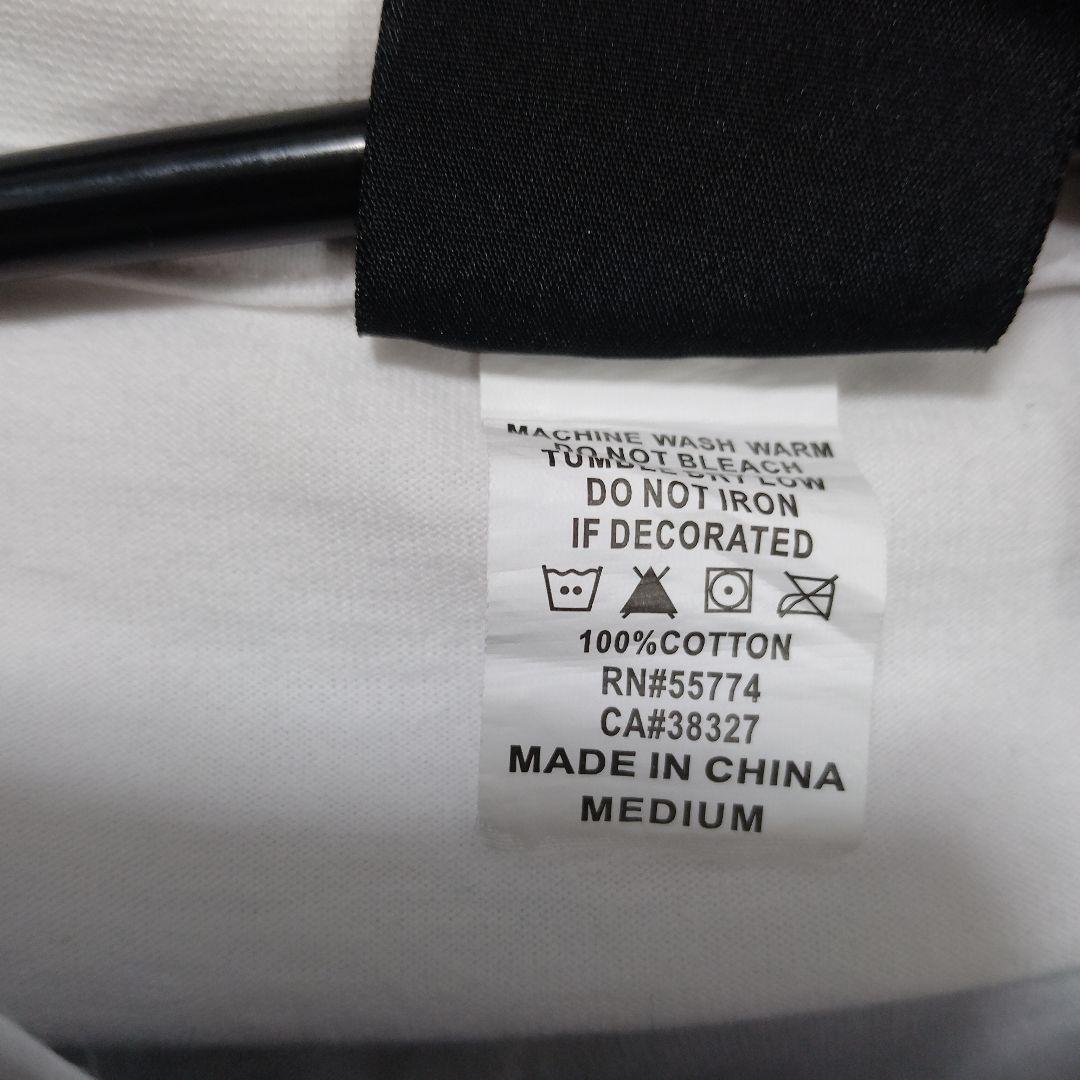 MACHINE WASH WARM
DO NOT BLEACH
TUMBLE DRY LOW
DO NOT IRON
IF DECORATED
100%COTTON
RN#55774
CA#38327
MADE IN CHINA
MEDIUM